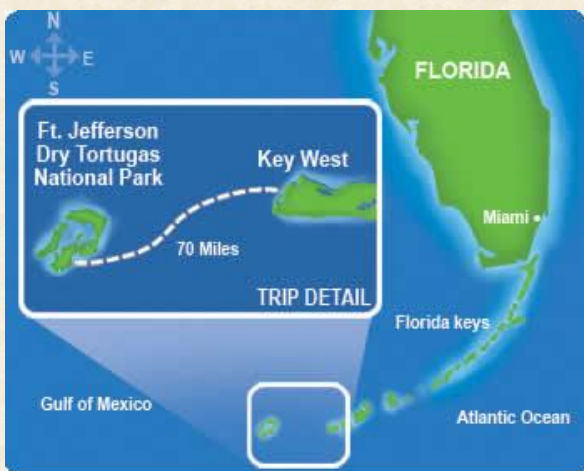 N
W E
S
FLORIDA
Ft. Jefferson
Dry Tortugas
National Park
Key West
Miami
70 Miles
TRIP DETAIL
Florida keys
Gulf of Mexico
Atlantic Ocean